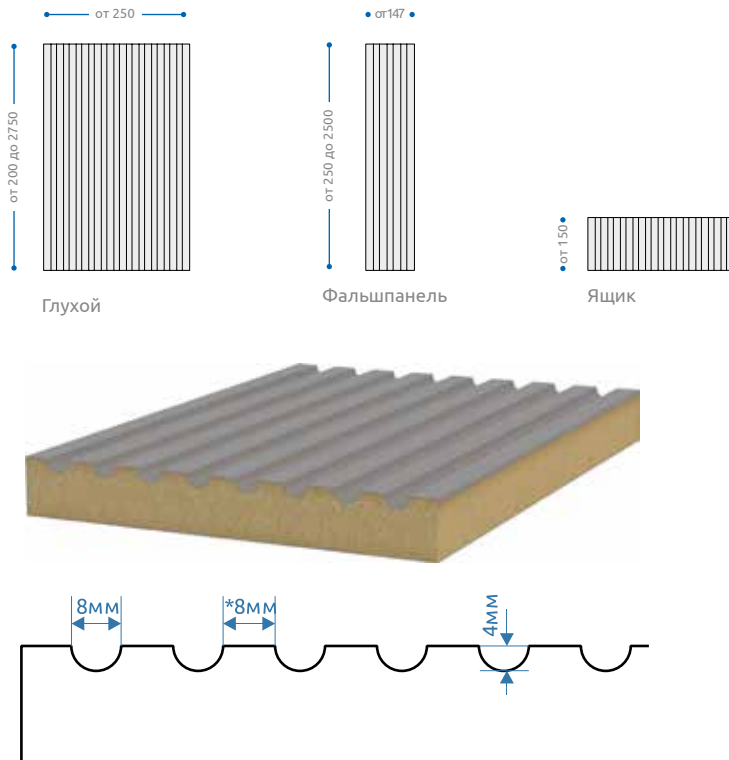 от 250
от147
от 200 до 2750
от 250 до 2500
от 150
Глухой
Фальшпанель
Ящик
8мм
*8мм
4мм